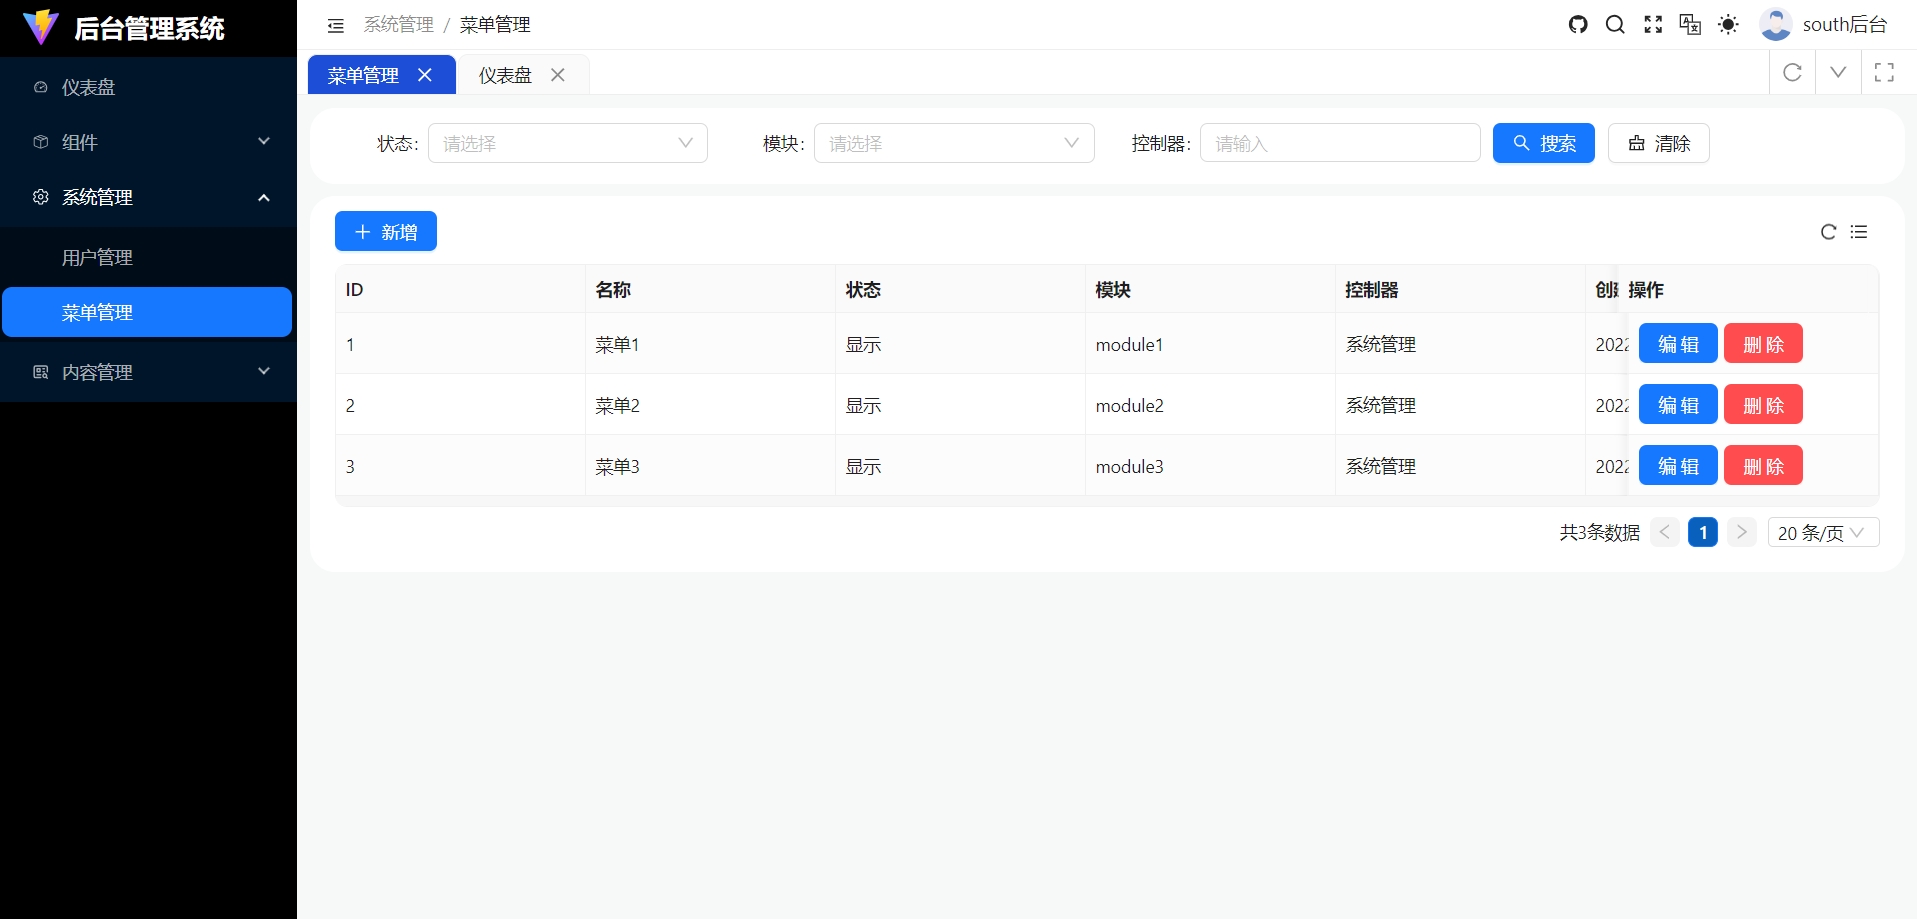 后台管理系统
仪表盘
组件
系统管理
用户管理
菜单管理
内容管理
系统管理 / 菜单管理
south后台
菜单管理 仪表盘
状态: 请选择 模块: 请选择 控制器: 请输入 搜索 清除
新增
ID 名称 状态 模块 控制器 操作
1 菜单1 显示 module1 系统管理 2022 编辑 删除
2 菜单2 显示 module2 系统管理 2022 编辑 删除
3 菜单3 显示 module3 系统管理 2022 编辑 删除
共3条数据 1 20 条/页